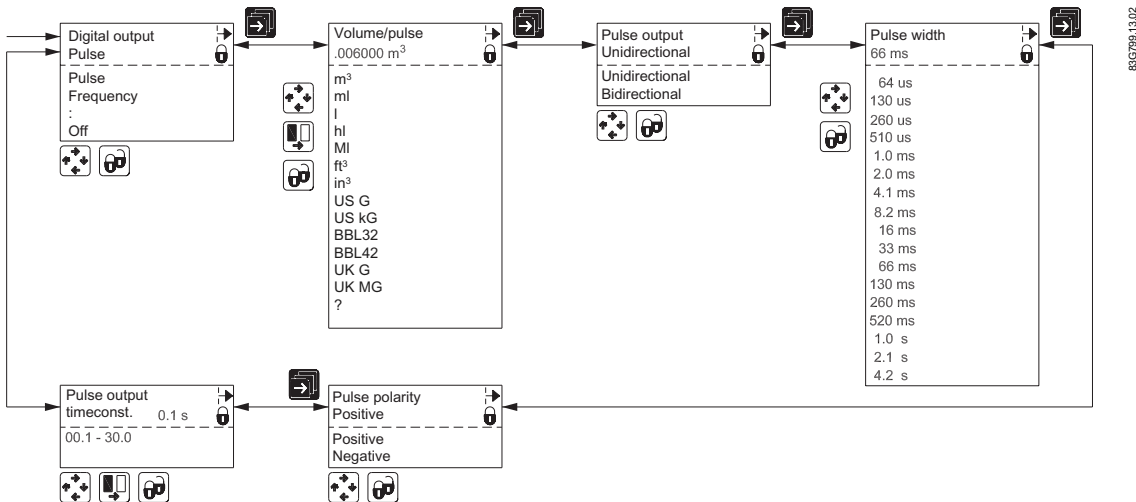 Digital output
Pulse
Pulse
Frequency
:
Off
Volume/pulse
.006000 m³
m³
ml
l
hl
Ml
ft³
in³
US G
US kG
BBL32
BBL42
UK G
UK MG
?
Pulse output
Unidirectional
Unidirectional
Bidirectional
Pulse width
66 ms
64 us
130 us
260 us
510 us
1.0 ms
2.0 ms
4.1 ms
8.2 ms
16 ms
33 ms
66 ms
130 ms
260 ms
520 ms
1.0 s
2.1 s
4.2 s
83G799.13.02
Pulse output
timeconst. 0.1 s
00.1 - 30.0
Pulse polarity
Positive
Positive
Negative